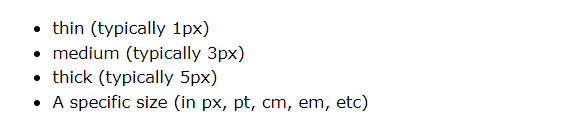 • thin (typically 1px)
• medium (typically 3px)
• thick (typically 5px)
• A specific size (in px, pt, cm, em, etc)